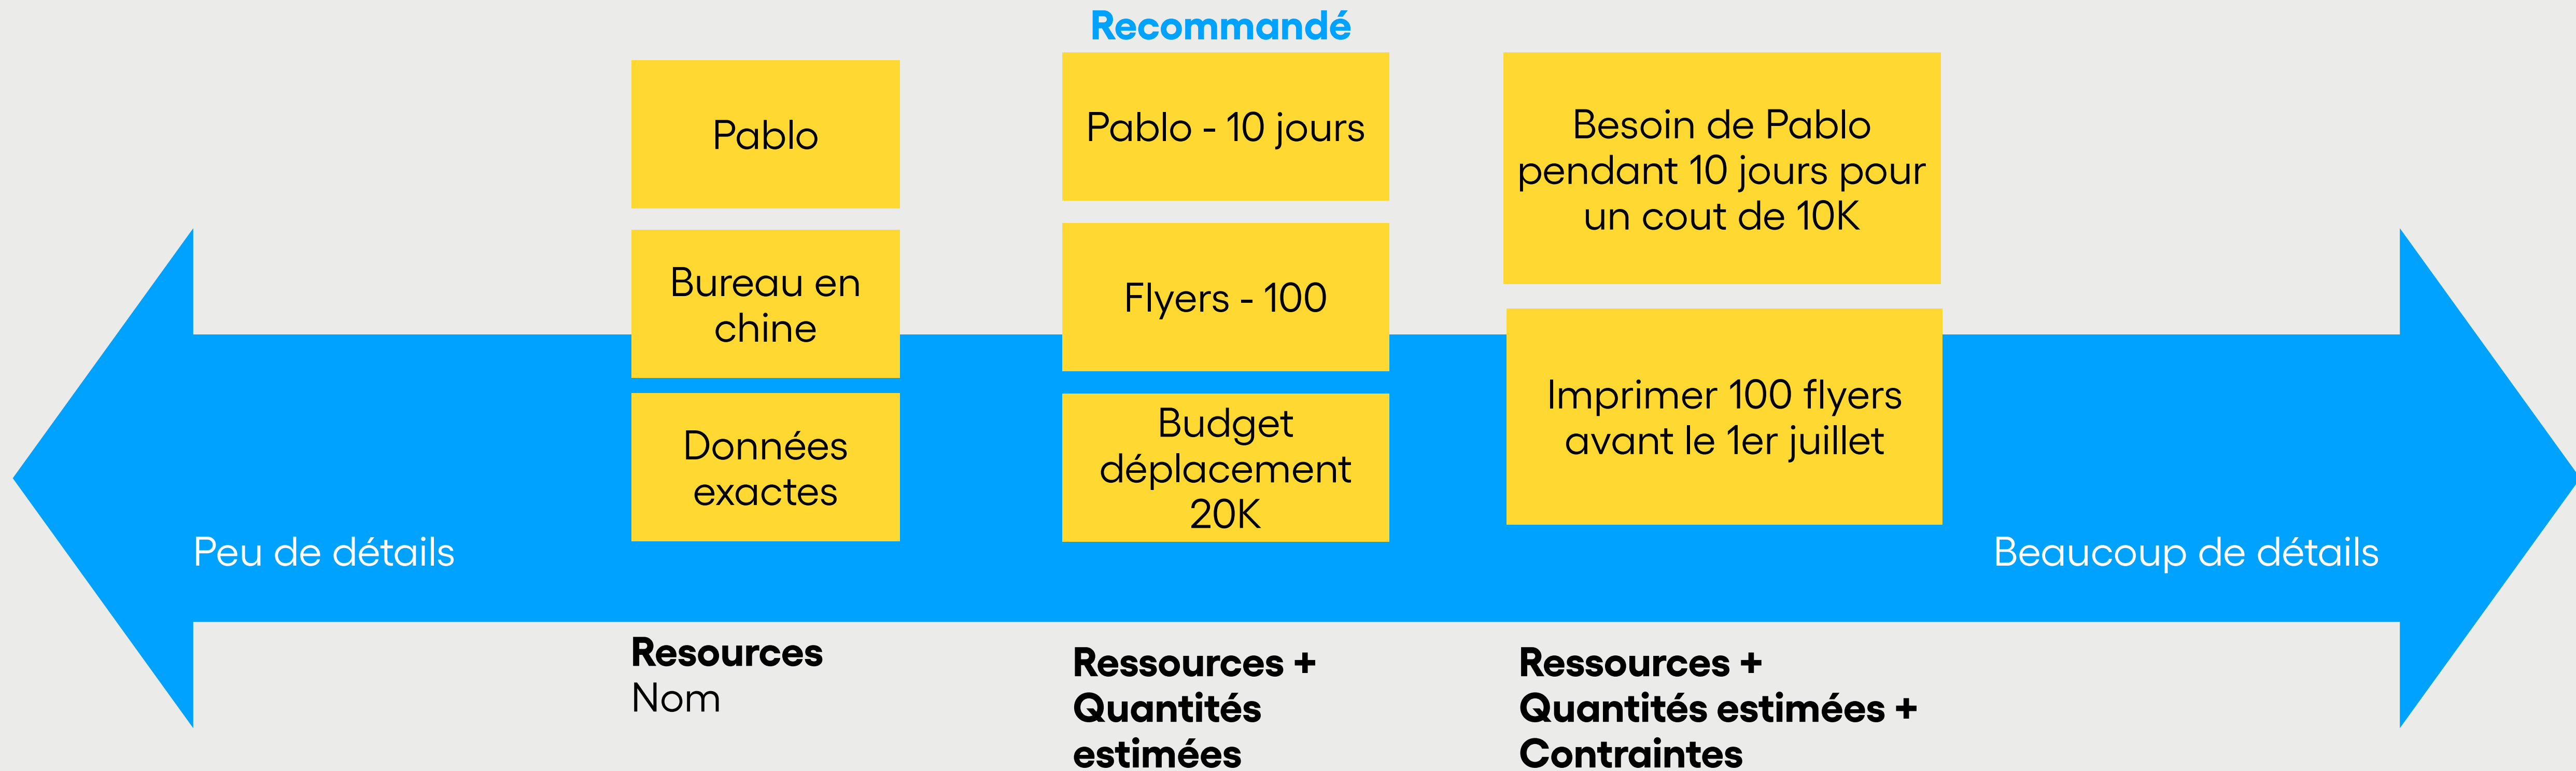 Recommandé
Pablo
Bureau en
chine
Données
exactes
Pablo - 10 jours
Flyers - 100
Budget
déplacement
20K
Besoin de Pablo
pendant 10 jours pour
un cout de 10K
Imprimer 100 flyers
avant le 1er juillet
Peu de détails
Beaucoup de détails
Resources
Nom
Ressources +
Quantités
estimées
Ressources +
Quantités estimées +
Contraintes